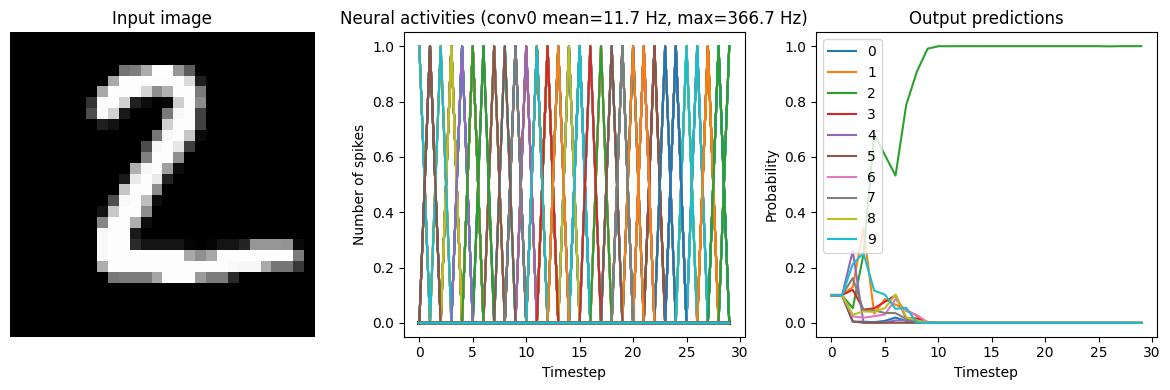 Input image
2
Neural activities (conv0 mean=11.7 Hz, max=366.7 Hz)
Number of spikes
1.0
0.8
0.6
0.4
0.2
0.0
0 5 10 15 20 25 30
Timestep
Output predictions
Probability
1.0
0.8
0.6
0.4
0.2
0.0
0
1
2
3
4
5
6
7
8
9
0 5 10 15 20 25 30
Timestep